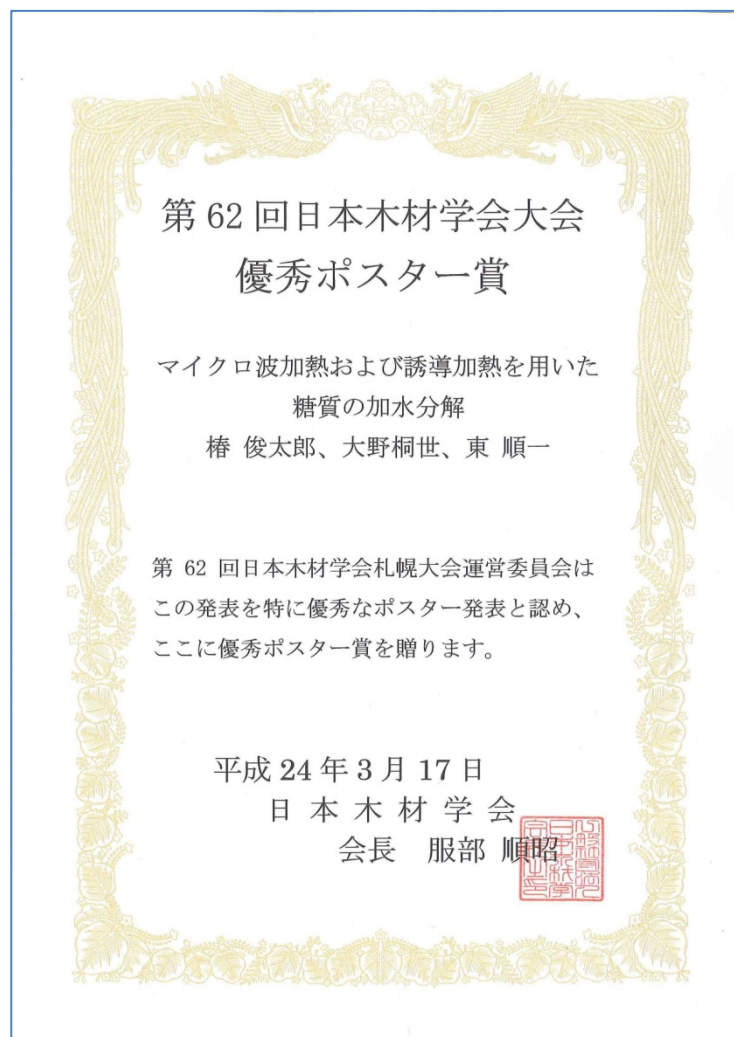 第 62 回日本木材学会大会
優秀ポスター賞
マイクロ波加熱および誘導加熱を用いた
糖質の加水分解
椿 俊太郎、大野桐世、東 順一
第 62 回日本木材学会札幌大会運営委員会は
この発表を特に優秀なポスター発表と認め、
ここに優秀ポスター賞を贈ります。
平成 24 年 3 月 17 日
日 本 木 材 学 会
会長 服部 順昭